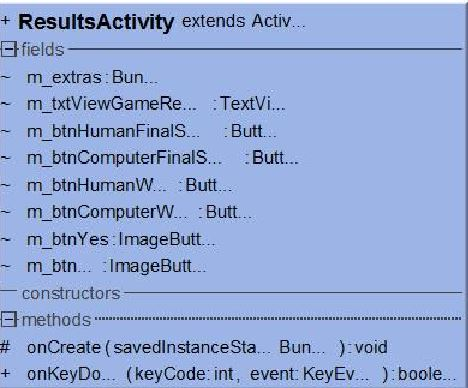 + ResultsActivity extends Activ...
fields
~ m_extras:Bun...
~ m_txtViewGameRe... :TextVi...
~ m_btnHumanFinalS... :Butt...
~ m_btnComputerFinalS... :Butt...
~ m_btnHumanW... :Butt...
~ m_btnComputerW... :Butt...
~ m_btnYes:ImageButt...
~ m_btn... :ImageButt...
constructors
methods
# onCreate(savedInstanceSta... Bun... ):void
+ onKeyDo... (keyCode:int, event:KeyEv... ):boole...